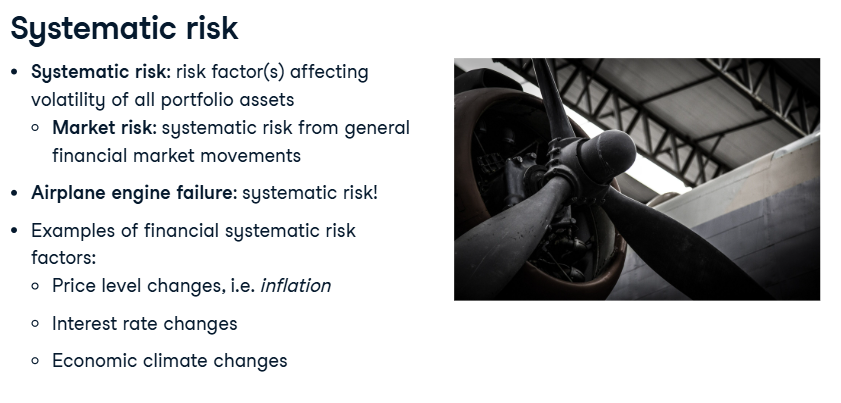 Systematic risk
• Systematic risk: risk factor(s) affecting
volatility of all portfolio assets
○ Market risk: systematic risk from general
financial market movements
• Airplane engine failure: systematic risk!
• Examples of financial systematic risk
factors:
○ Price level changes, i.e. inflation
○ Interest rate changes
○ Economic climate changes